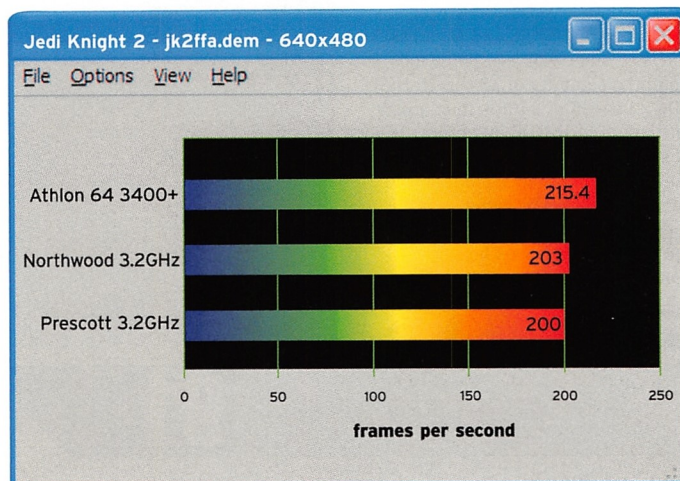 Jedi Knight 2 - jk2ffa.dem - 640x480
File Options View Help
Athlon 64 3400+ 215.4
Northwood 3.2GHz 203
Prescott 3.2GHz 200
0 50 100 150 200 250
frames per second